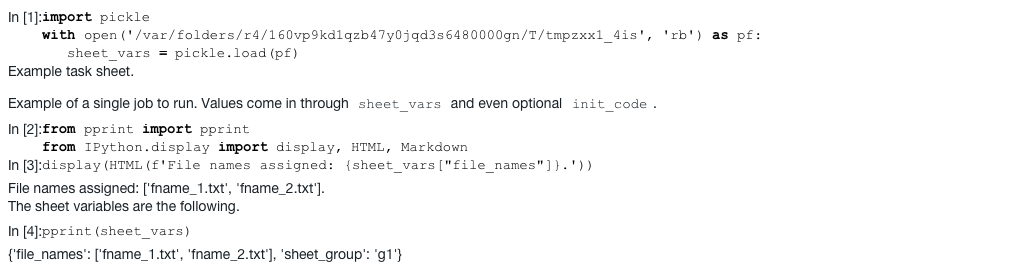 In [1]:import pickle
with open('/var/folders/r4/160vp9kd1qzb47y0jqd3s6480000gn/T/tmpzxx1_4is', 'rb') as pf:
sheet_vars = pickle.load(pf)
Example task sheet.
Example of a single job to run. Values come in through sheet_vars and even optional init_code .
In [2]:from pprint import pprint
from IPython.display import display, HTML, Markdown
In [3]:display(HTML(f'File names assigned: {sheet_vars["file_names"]}.'))
File names assigned: ['fname_1.txt', 'fname_2.txt'].
The sheet variables are the following.
In [4]:pprint(sheet_vars)
{'file_names': ['fname_1.txt', 'fname_2.txt'], 'sheet_group': 'g1'}